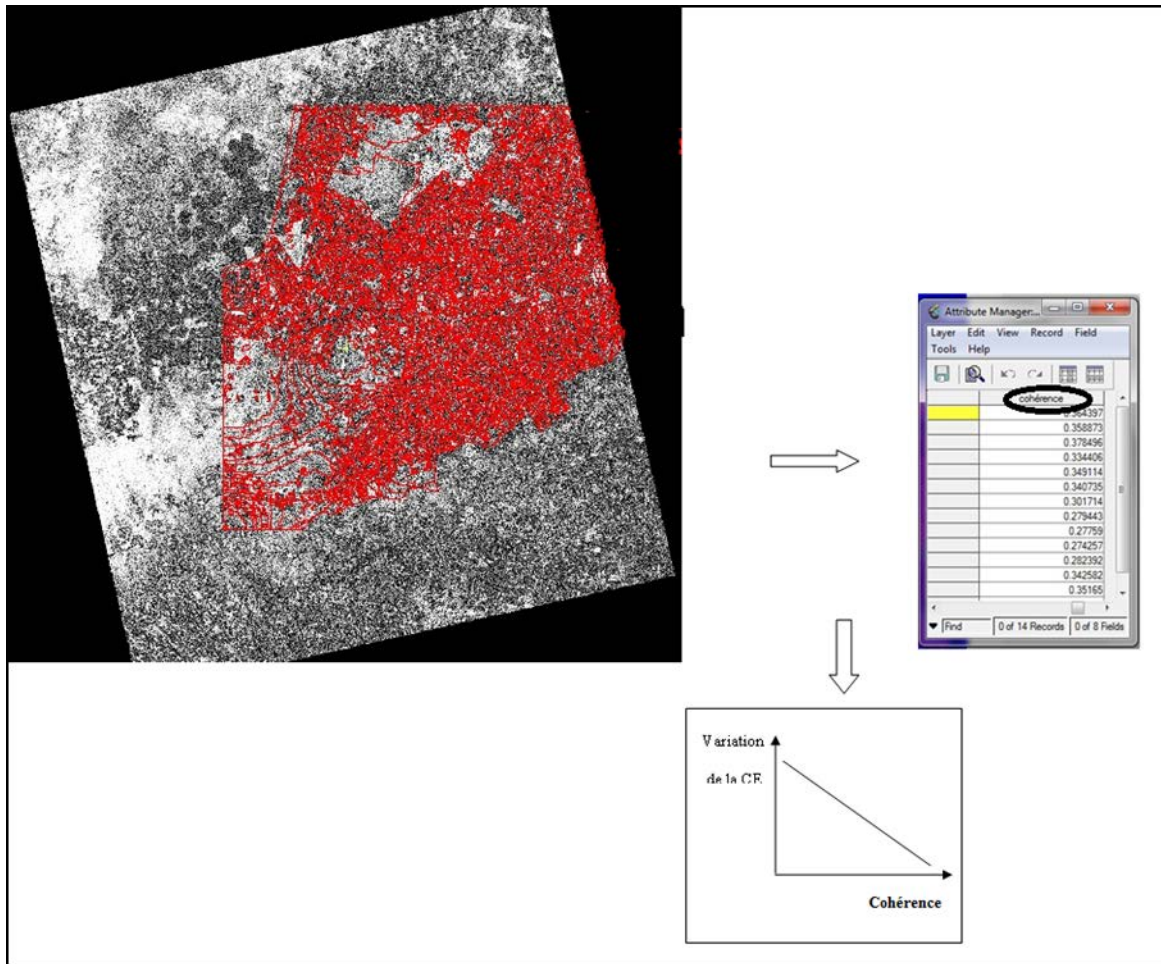 Attribute Manager:...
Layer Edit View Record Field
Tools Help
cohérence
0.364397
0.358873
0.378496
0.334406
0.349114
0.340735
0.301714
0.279443
0.27759
0.274257
0.282392
0.342582
0.35165
Find 0 of 14 Records 0 of 8 Fields
Variation
de la CE
Cohérence